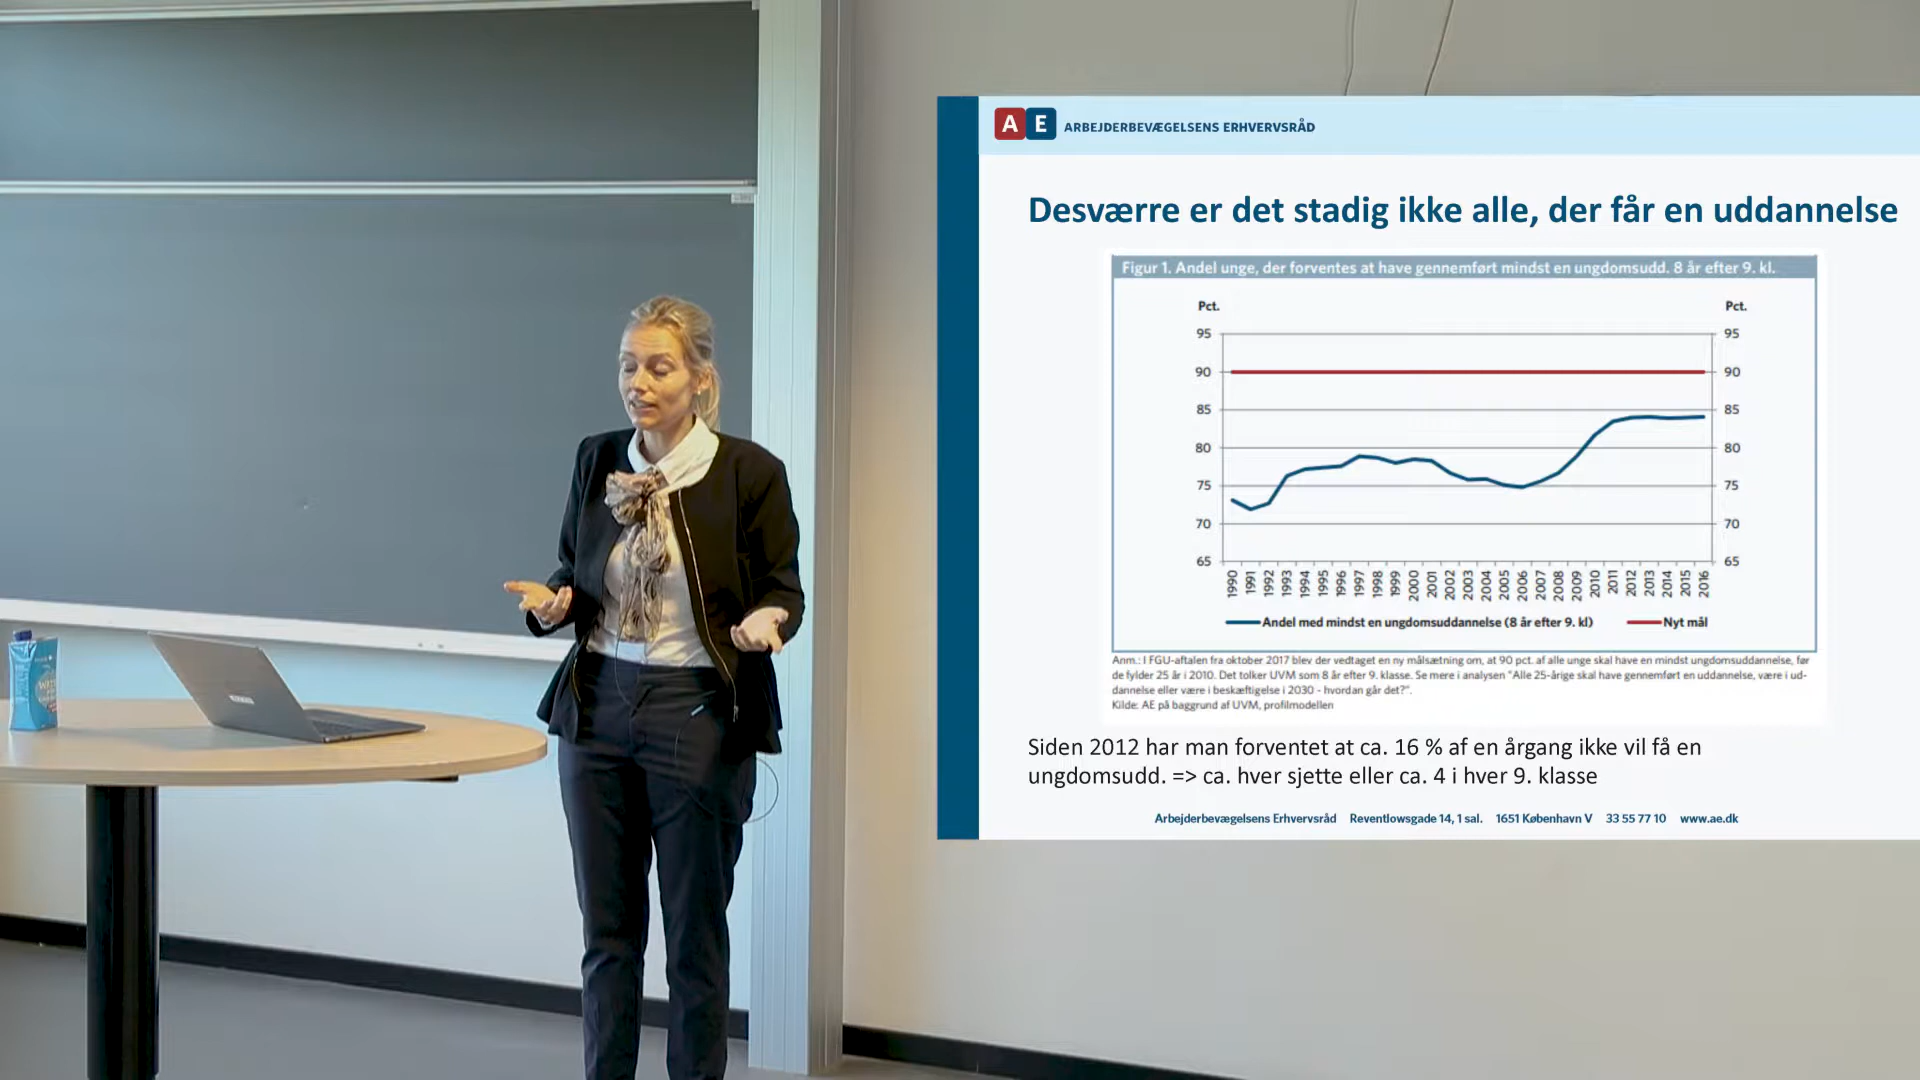 AE ARBEJDERBEVÆGELSENS ERHVERVSRÅD
Desværre er det stadig ikke alle, der får en uddannelse
Figur 1. Andel unge, der forventes at have gennemført mindst en ungdomsudd. 8 år efter 9. kl.
Pct. Pct.
95 95
90 90
85 85
80 80
75 75
70 70
65 65
1990 1991 1992 1993 1994 1995 1996 1997 1998 1999 2000 2001 2002 2003 2004 2005 2006 2007 2008 2009 2010 2011 2012 2013 2014 2015 2016
Andel med mindst en ungdomsuddannelse (8 år efter 9. kl) Nyt mål
Anm.: I FGU-aftalen fra oktober 2017 blev der vedtaget en ny målsætning om, at 90 pct. af alle unge skal have en mindst ungdomsuddannelse, før
de fylder 25 år i 2010. Det tolker UVM som 8 år efter 9. klasse. Se mere i analysen "Alle 25-årige skal have gennemført en uddannelse, være i ud-
dannelse eller være i beskæftigelse i 2030 - hvordan går det?".
Kilde: AE på baggrund af UVM, profilmodellen
Siden 2012 har man forventet at ca. 16 % af en årgang ikke vil få en
ungdomsudd. => ca. hver sjette eller ca. 4 i hver 9. klasse
Arbejderbevægelsens Erhvervsråd Reventlowsgade 14, 1 sal. 1651 København V 33 55 77 10 www.ae.dk